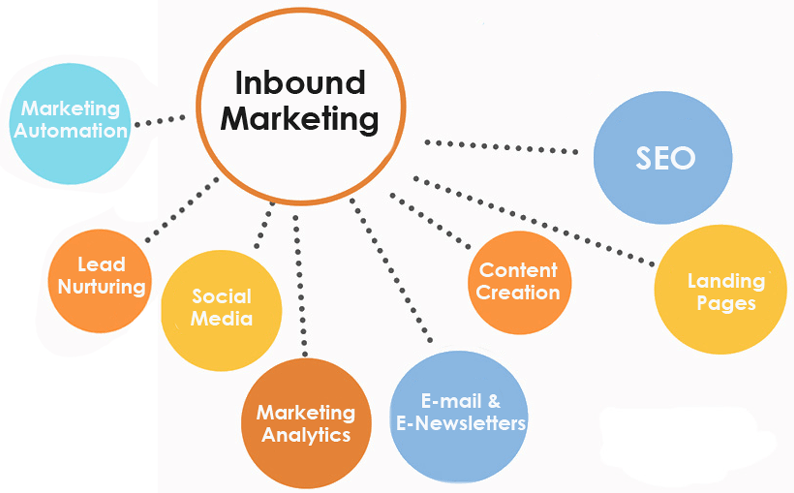 Inbound
Marketing
Marketing
Automation
SEO
Lead
Nurturing
Social
Media
Content
Creation
Landing
Pages
Marketing
Analytics
E-mail &
E-Newsletters